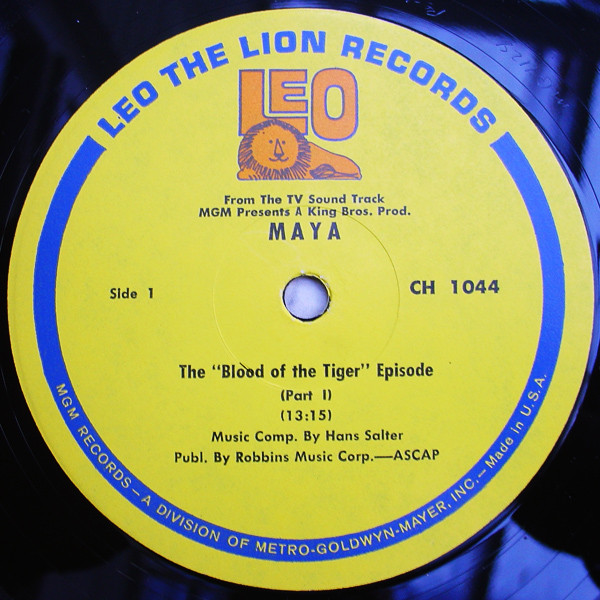 LEO THE LION RECORDS
LEO
From The TV Sound Track
MGM Presents A King Bros. Prod.
MAYA
Side 1
CH 1044
The "Blood of the Tiger" Episode
(Part I)
(13:15)
Music Comp. By Hans Salter
Publ. By Robbins Music Corp.—ASCAP
MGM RECORDS – A DIVISION OF METRO-GOLDWYN-MAYER, INC. – Made in U.S.A.